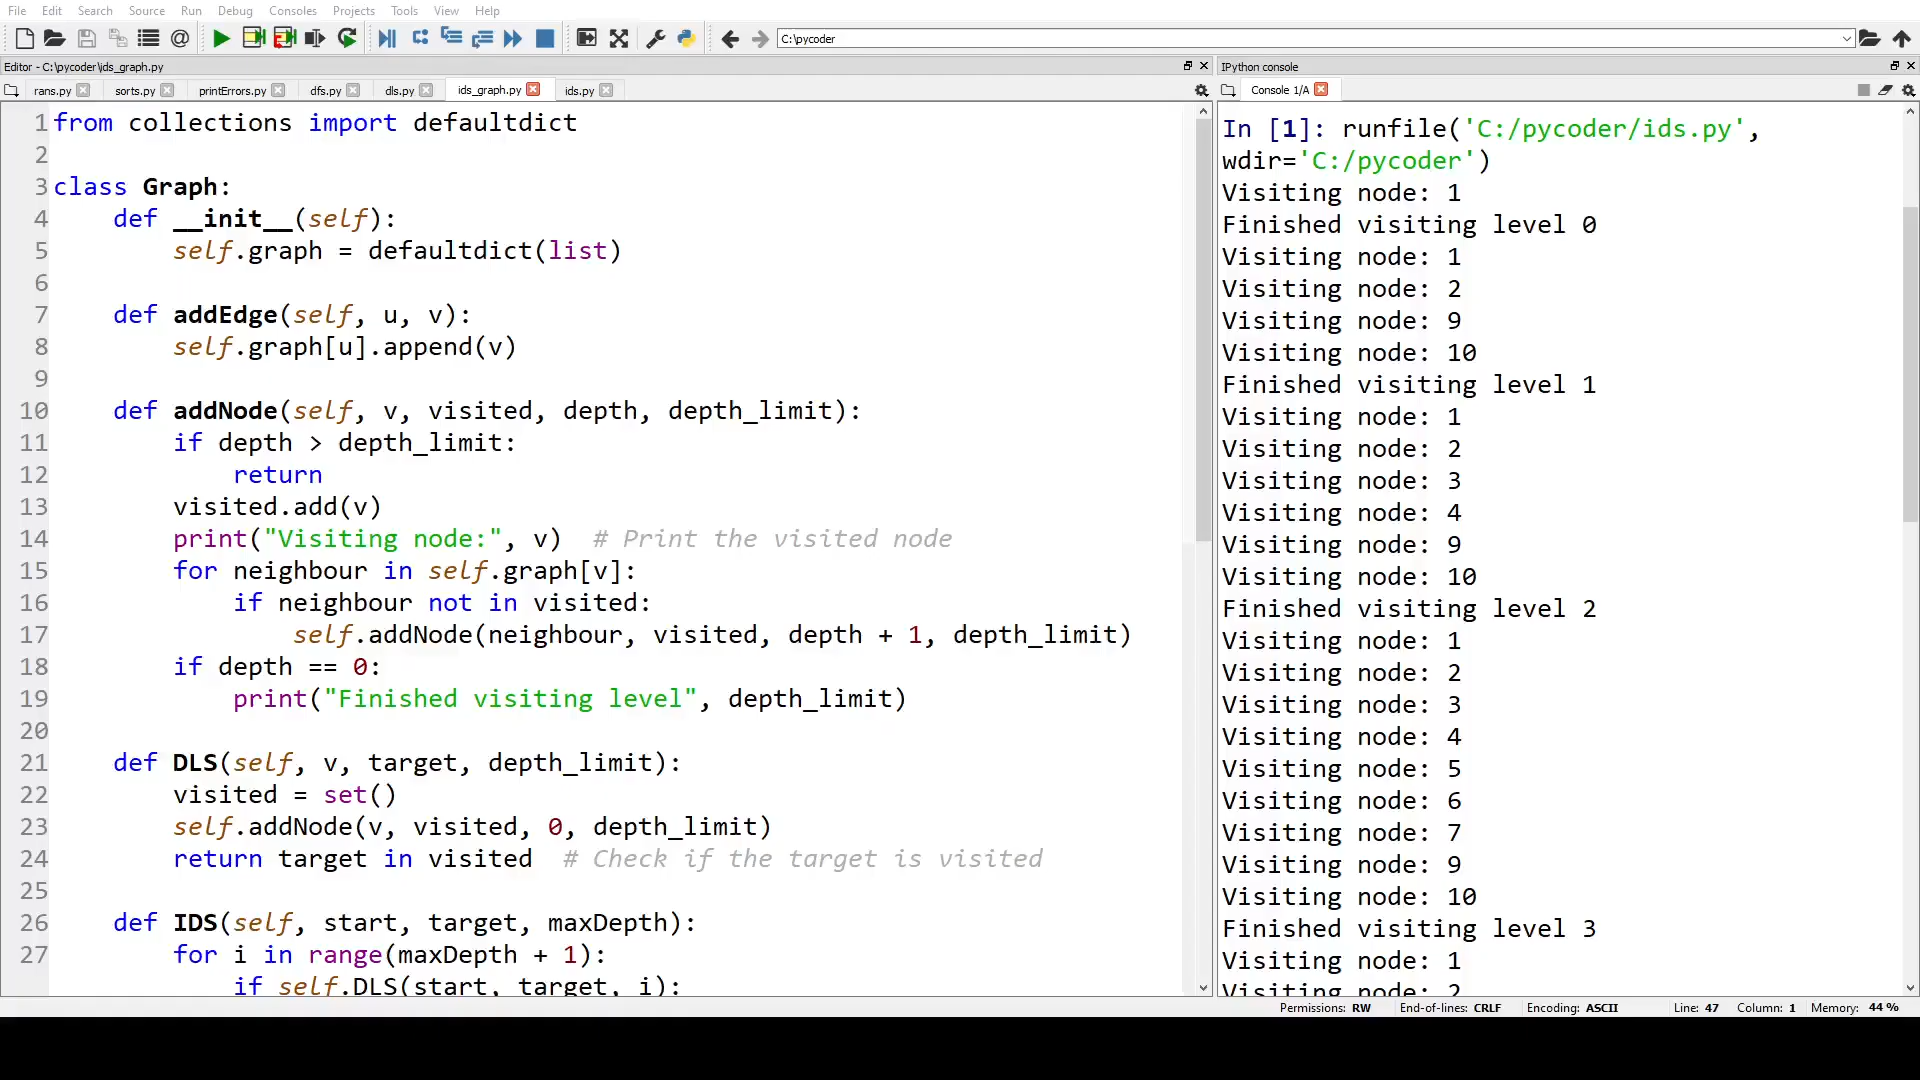 File Edit Search Source Run Debug Consoles Projects Tools View Help
C:\pycoder
Editor - C:\pycoder\ids_graph.py
rans.py sorts.py printErrors.py dfs.py dls.py ids_graph.py ids.py
1 from collections import defaultdict
2
3 class Graph:
4 def __init__(self):
5 self.graph = defaultdict(list)
6
7 def addEdge(self, u, v):
8 self.graph[u].append(v)
9
10 def addNode(self, v, visited, depth, depth_limit):
11 if depth > depth_limit:
12 return
13 visited.add(v)
14 print("Visiting node:", v)  # Print the visited node
15 for neighbour in self.graph[v]:
16 if neighbour not in visited:
17 self.addNode(neighbour, visited, depth + 1, depth_limit)
18 if depth == 0:
19 print("Finished visiting level", depth_limit)
20
21 def DLS(self, v, target, depth_limit):
22 visited = set()
23 self.addNode(v, visited, 0, depth_limit)
24 return target in visited  # Check if the target is visited
25
26 def IDS(self, start, target, maxDepth):
27 for i in range(maxDepth + 1):
if self.DLS(start, target, i):
IPython console
Console 1/A
In [1]: runfile('C:/pycoder/ids.py',
wdir='C:/pycoder')
Visiting node: 1
Finished visiting level 0
Visiting node: 1
Visiting node: 2
Visiting node: 9
Visiting node: 10
Finished visiting level 1
Visiting node: 1
Visiting node: 2
Visiting node: 3
Visiting node: 4
Visiting node: 9
Visiting node: 10
Finished visiting level 2
Visiting node: 1
Visiting node: 2
Visiting node: 3
Visiting node: 4
Visiting node: 5
Visiting node: 6
Visiting node: 7
Visiting node: 9
Visiting node: 10
Finished visiting level 3
Visiting node: 1
Visiting node: 2
Permissions: RW End-of-lines: CRLF Encoding: ASCII Line: 47 Column: 1 Memory: 44 %